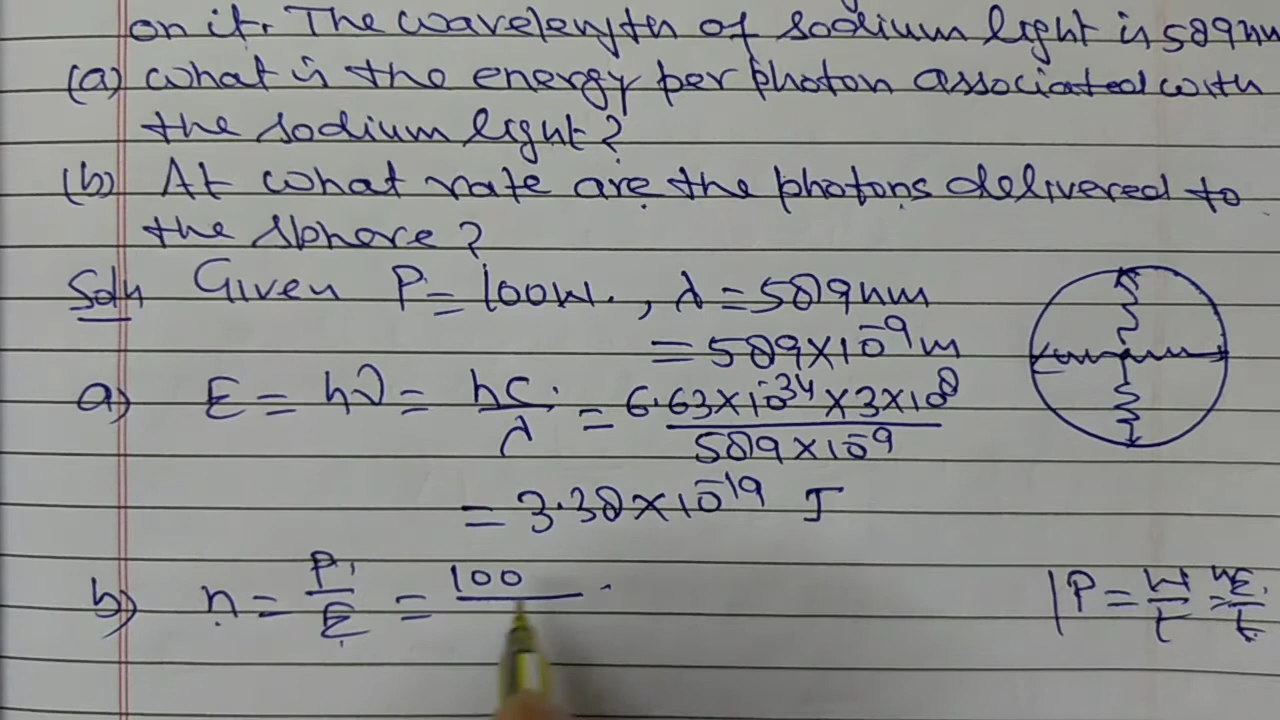 on it. The wavelength of sodium light is 589nm
(a) What is the energy per photon associated with
the sodium light?
(b) At what rate are the photons delivered to
the sphere?
Soln Given P = 100W. , λ = 589nm
= 589×10⁻⁹m
a) E = hν = hc/λ = 6.63×10⁻³⁴×3×10⁸/589×10⁻⁹
= 3.38×10⁻¹⁹ J
b) n = P/E = 100
P = W/t = nE/t